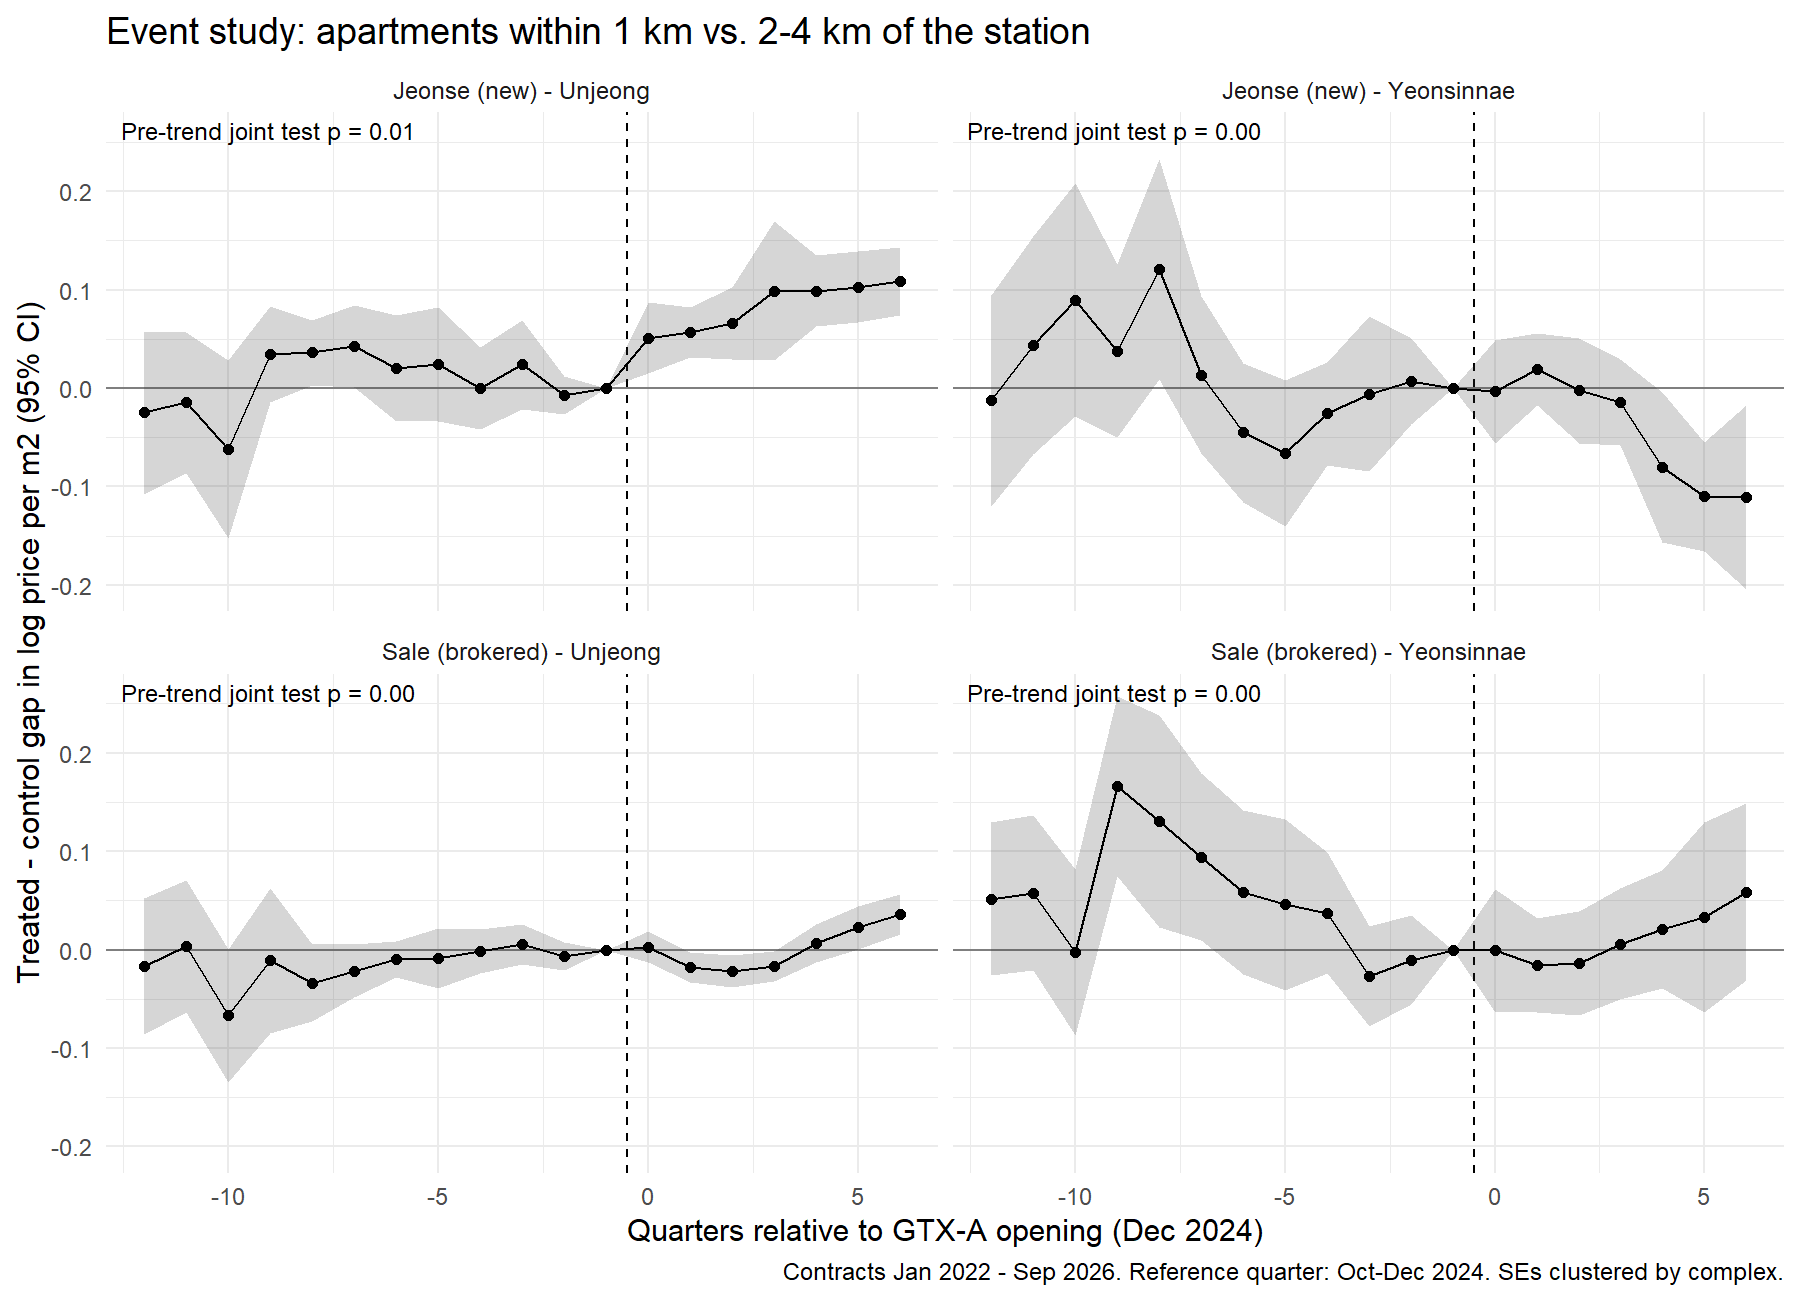 Event study: apartments within 1 km vs. 2-4 km of the station
Jeonse (new) - Unjeong
Jeonse (new) - Yeonsinnae
Pre-trend joint test p = 0.01
Pre-trend joint test p = 0.00
0.2
0.1
0.0
-0.1
-0.2
Treated - control gap in log price per m2 (95% CI)
Sale (brokered) - Unjeong
Sale (brokered) - Yeonsinnae
Pre-trend joint test p = 0.00
Pre-trend joint test p = 0.00
0.2
0.1
0.0
-0.1
-0.2
-10 -5 0 5
-10 -5 0 5
Quarters relative to GTX-A opening (Dec 2024)
Contracts Jan 2022 - Sep 2026. Reference quarter: Oct-Dec 2024. SEs clustered by complex.